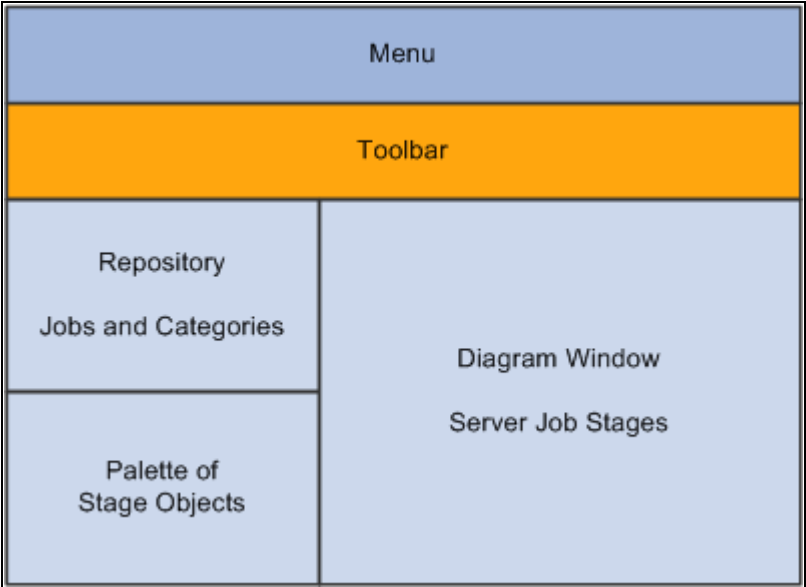 Menu
Toolbar
Repository
Jobs and Categories
Diagram Window
Server Job Stages
Palette of
Stage Objects